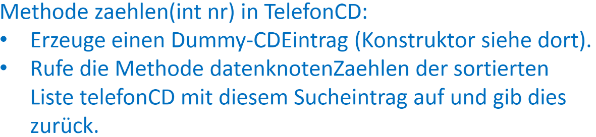 Methode zaehlen(int nr) in TelefonCD:
• Erzeuge einen Dummy-CDEintrag (Konstruktor siehe dort).
• Rufe die Methode datenknotenZaehlen der sortierten
Liste telefonCD mit diesem Sucheintrag auf und gib dies
zurück.